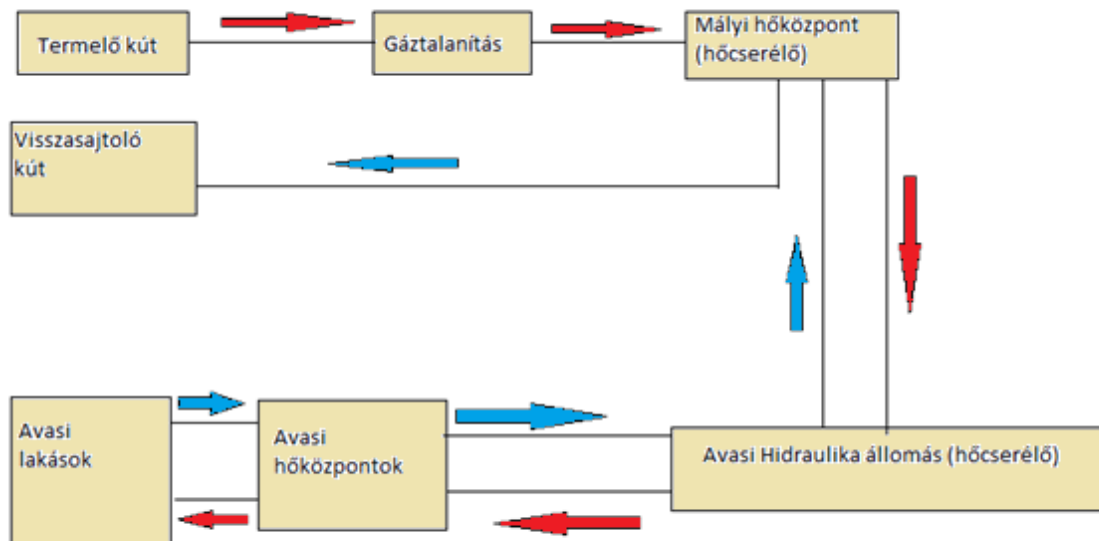 Termelő kút
Gáztalanítás
Mályi hőközpont
(hőcserélő)
Visszasajtoló
kút
Avasi
lakások
Avasi
hőközpontok
Avasi Hidraulika állomás (hőcserélő)